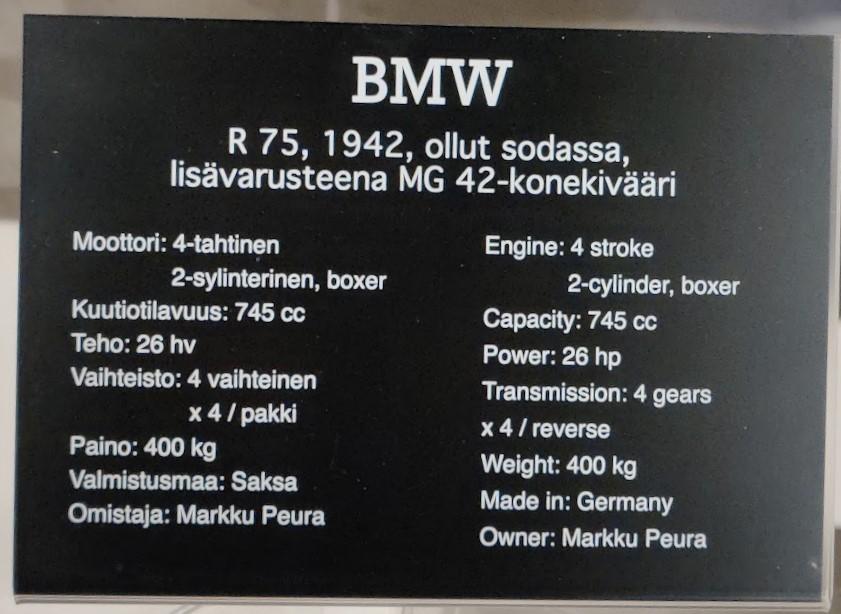 BMW
R 75, 1942, ollut sodassa,
lisävarusteena MG 42-konekivääri
Moottori: 4-tahtinen
2-sylinterinen, boxer
Kuutiotilavuus: 745 cc
Teho: 26 hv
Vaihteisto: 4 vaihteinen
x 4 / pakki
Paino: 400 kg
Valmistusmaa: Saksa
Omistaja: Markku Peura
Engine: 4 stroke
2-cylinder, boxer
Capacity: 745 cc
Power: 26 hp
Transmission: 4 gears
x 4 / reverse
Weight: 400 kg
Made in: Germany
Owner: Markku Peura